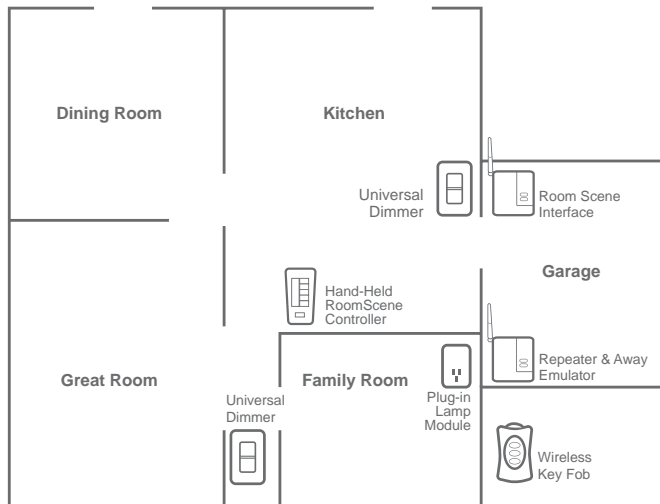 Dining Room
Kitchen
Universal
Dimmer
Room Scene
Interface
Garage
Hand-Held
RoomScene
Controller
Repeater & Away
Emulator
Great Room
Family Room
Universal
Dimmer
Plug-in
Lamp
Module
Wireless
Key Fob